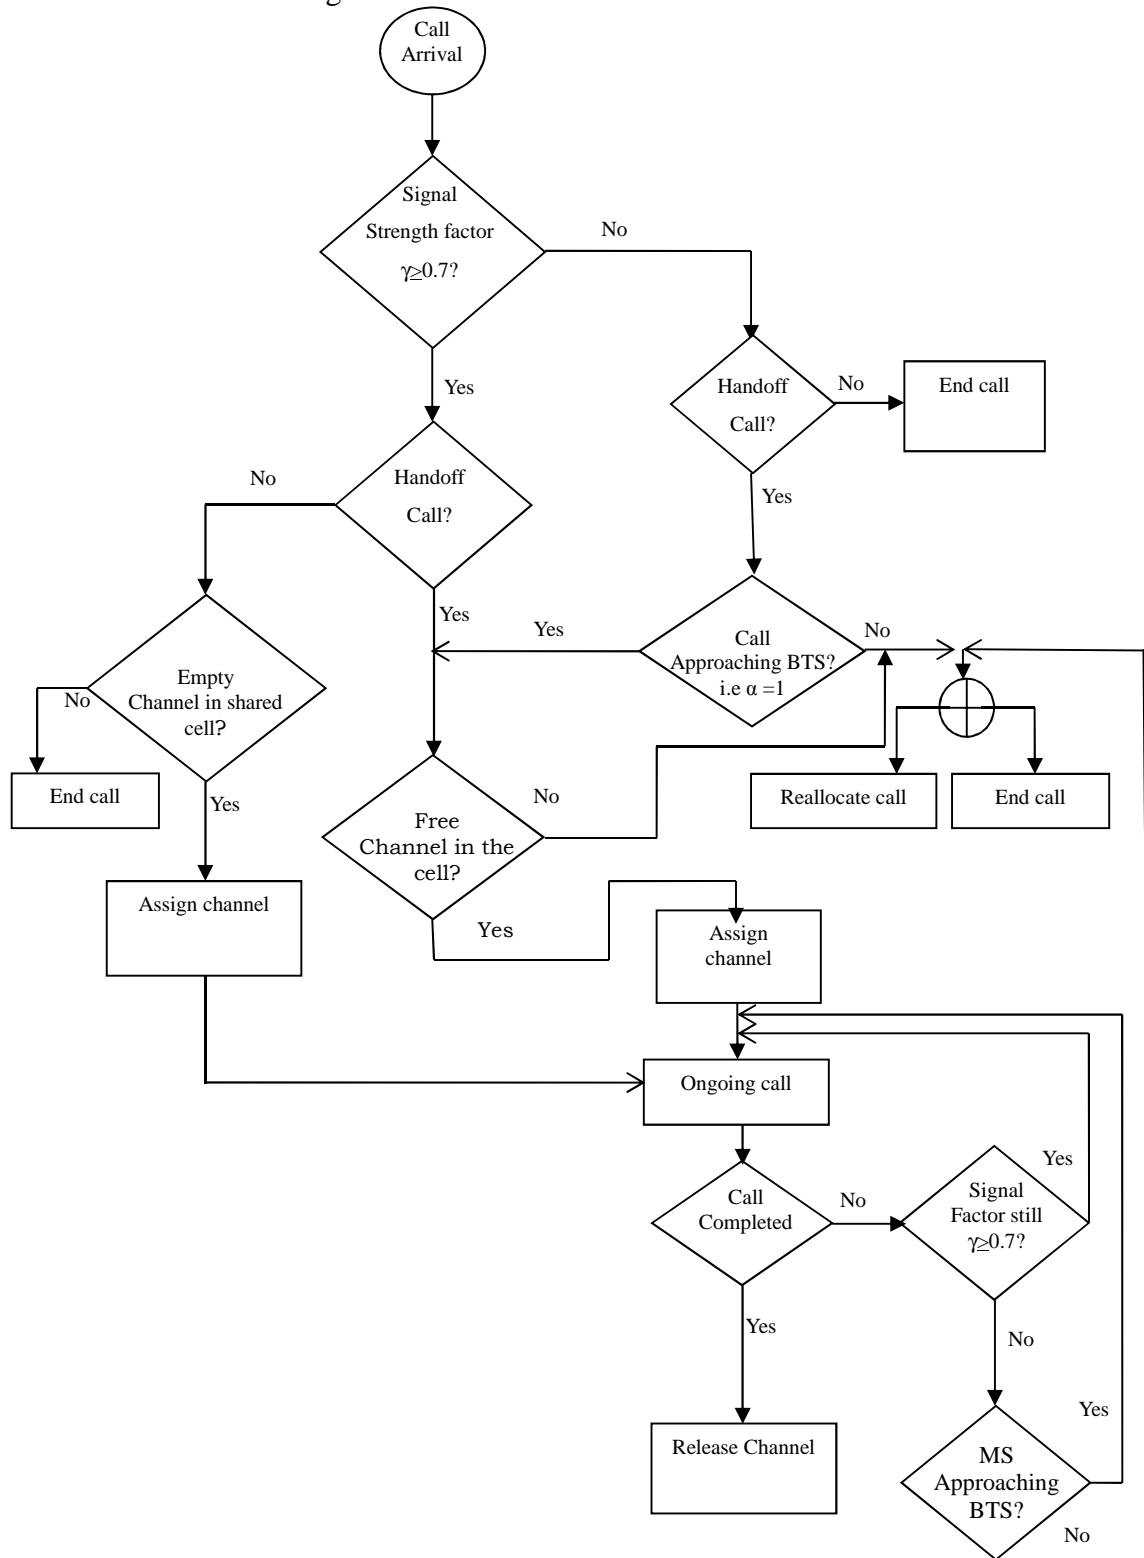 Call
Arrival
Signal
Strength factor
γ≥0.7?
No
Yes
Handoff
Call?
No
End call
Handoff
Call?
No
Yes
Yes
Yes
Call
Approaching BTS?
i.e α =1
No
Empty
Channel in shared
cell?
No
End call
Yes
Free
Channel in the
cell?
No
Reallocate call
End call
Assign channel
Yes
Assign
channel
Ongoing call
Call
Completed
No
Signal
Factor still
γ≥0.7?
Yes
Yes
No
Release Channel
MS
Approaching
BTS?
Yes
No